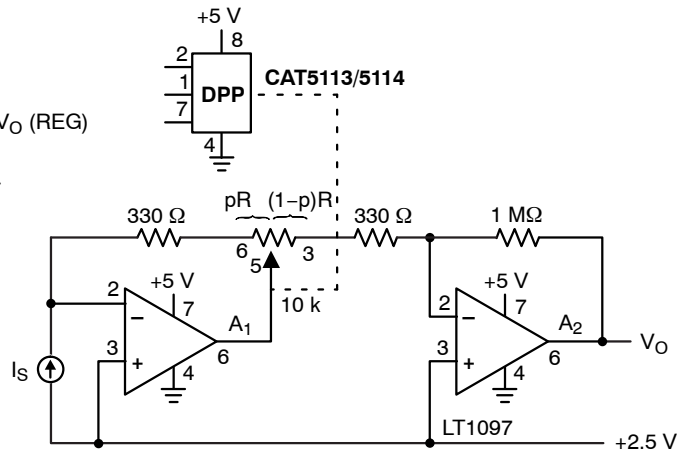 +5 V
8
2
1
7
DPP
CAT5113/5114
4
V_O (REG)
pR (1−p)R
330 Ω
330 Ω
1 MΩ
6
5
3
10 k
+5 V
+5 V
2
7
2
7
−
−
A1
A2
3
+
6
3
+
6
V_O
4
4
I_S
LT1097
+2.5 V